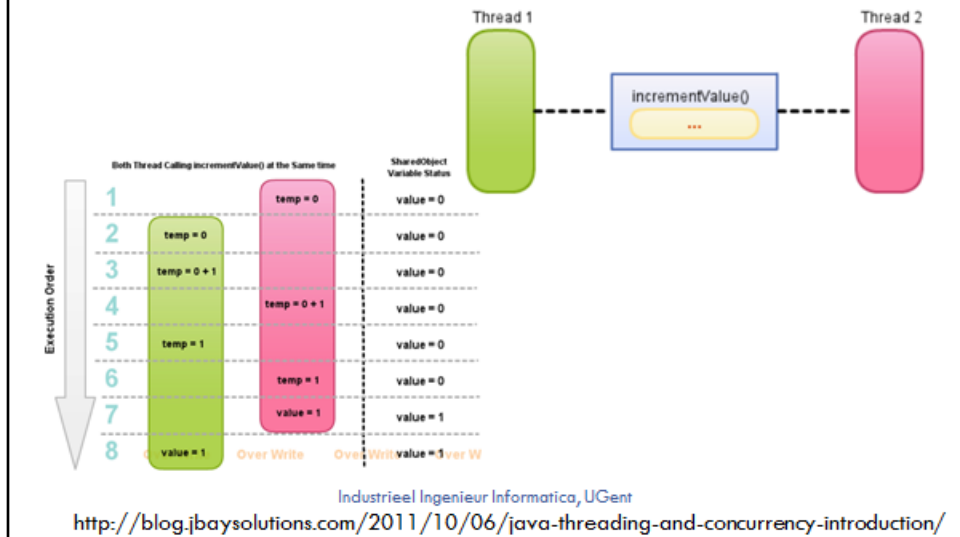 Thread 1
Thread 2
incrementValue()
...
Both Thread Calling incrementValue() at the Same time
SharedObject
Variable Status
Execution Order
1 temp = 0 value = 0
2 temp = 0 value = 0
3 temp = 0 + 1 value = 0
4 temp = 0 + 1 value = 0
5 temp = 1 value = 0
6 temp = 1 value = 0
7 value = 1 value = 1
8 value = 1 Over Write Over Write value = 1 Over W
Industrieel Ingenieur Informatica, UGent
http://blog.jbaysolutions.com/2011/10/06/java-threading-and-concurrency-introduction/